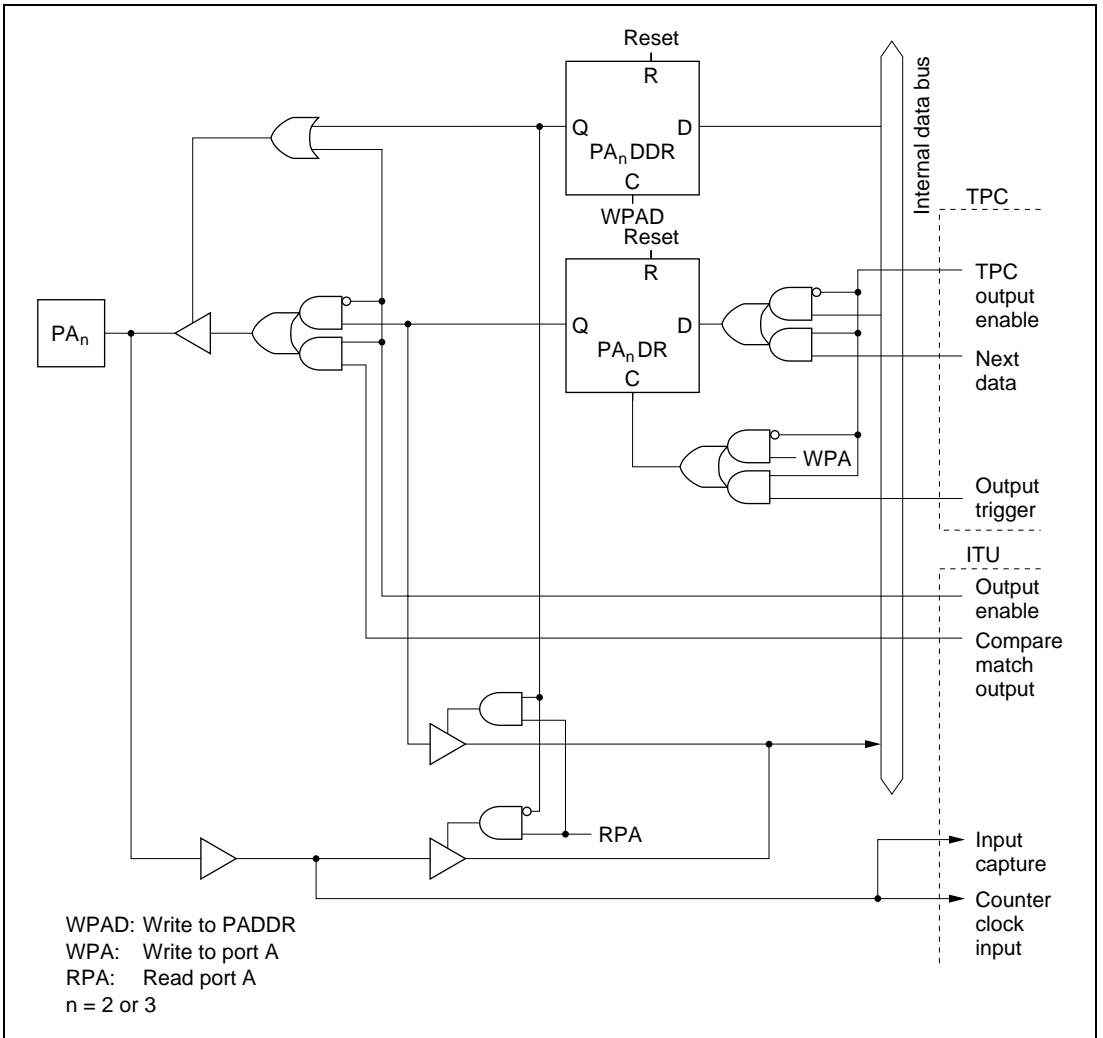 Reset
R
Q D
PAnDDR
C
WPAD
Internal data bus
TPC
Reset
R
Q D
PAnDR
C
TPC
output
enable
PAn
Next
data
WPA
Output
trigger
ITU
Output
enable
Compare
match
output
RPA
Input
capture
Counter
clock
input
WPAD: Write to PADDR
WPA: Write to port A
RPA: Read port A
n = 2 or 3